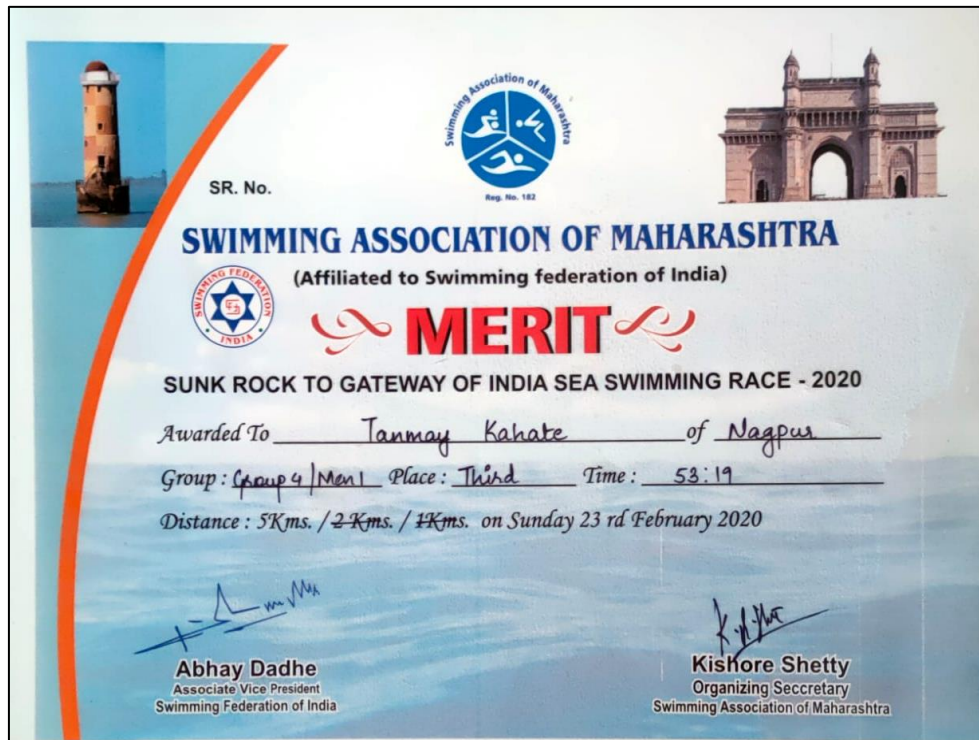 Swimming Association of Maharashtra
Reg. No. 182
SR. No.
SWIMMING ASSOCIATION OF MAHARASHTRA
(Affiliated to Swimming federation of India)
SWIMMING FEDERATION
INDIA
MERIT
SUNK ROCK TO GATEWAY OF INDIA SEA SWIMMING RACE - 2020
Awarded To Tanmay Kahate of Nagpur
Group : Group 4/Men 1 Place : Third Time : 53:19
Distance : 5Kms. / 2 Kms. / 1Kms. on Sunday 23 rd February 2020
Abhay Dadhe
Associate Vice President
Swimming Federation of India
Kishore Shetty
Organizing Seccretary
Swimming Association of Maharashtra